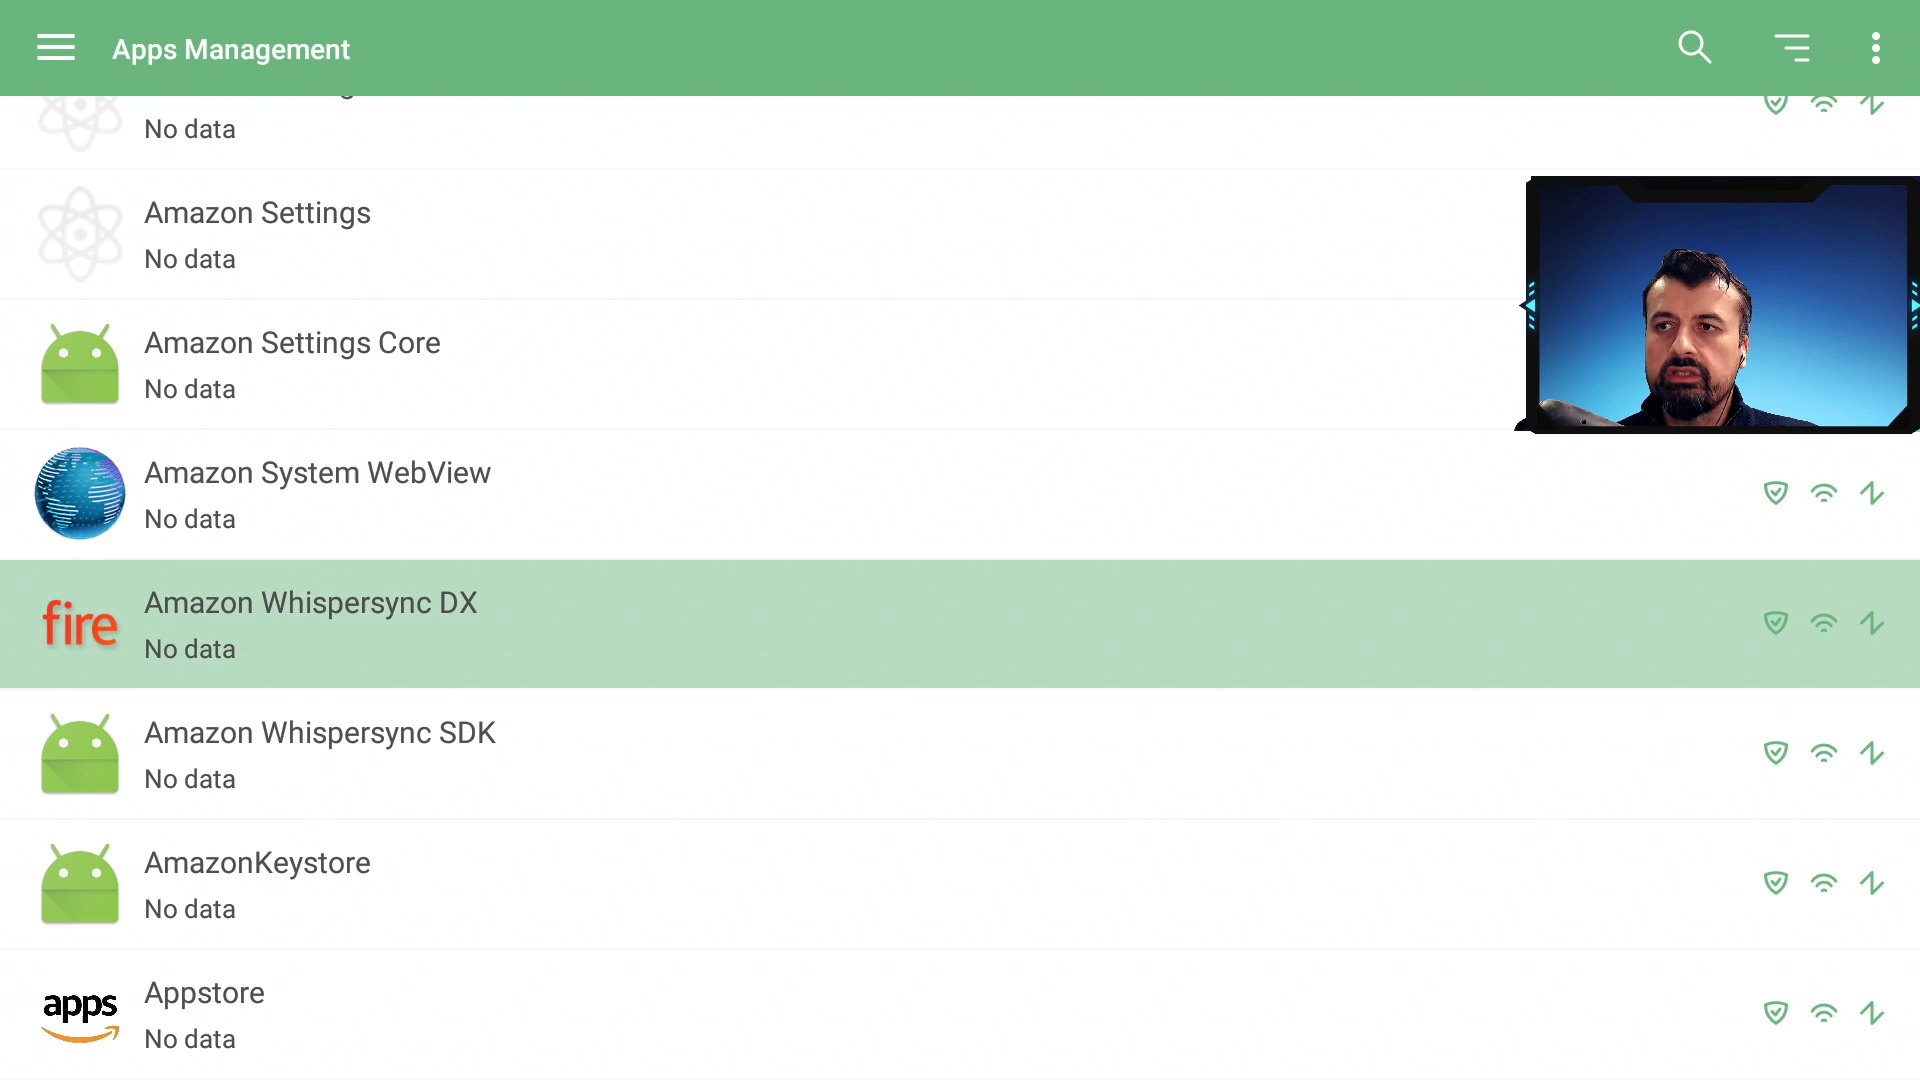 Apps Management
No data
Amazon Settings
No data
Amazon Settings Core
No data
Amazon System WebView
No data
fire
Amazon Whispersync DX
No data
Amazon Whispersync SDK
No data
AmazonKeystore
No data
apps
Appstore
No data